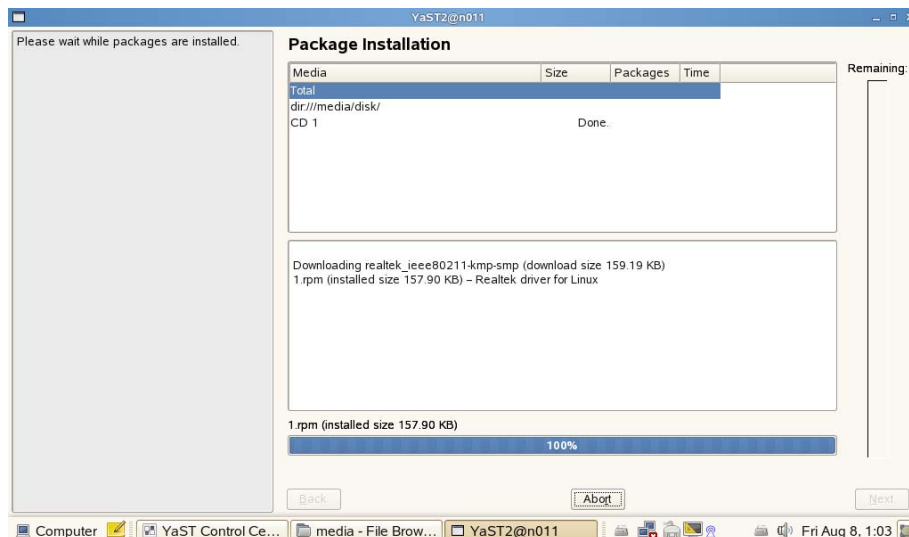 YaST2@n011
Please wait while packages are installed.
Package Installation
Media Size Packages Time
Remaining:
Total
dir:///media/disk/
CD 1 Done.
Downloading realtek_ieee80211-kmp-smp (download size 159.19 KB)
1.rpm (installed size 157.90 KB) – Realtek driver for Linux
1.rpm (installed size 157.90 KB)
100%
Back Abort Next
Computer YaST Control Ce... media - File Brow... YaST2@n011 Fri Aug 8, 1:03